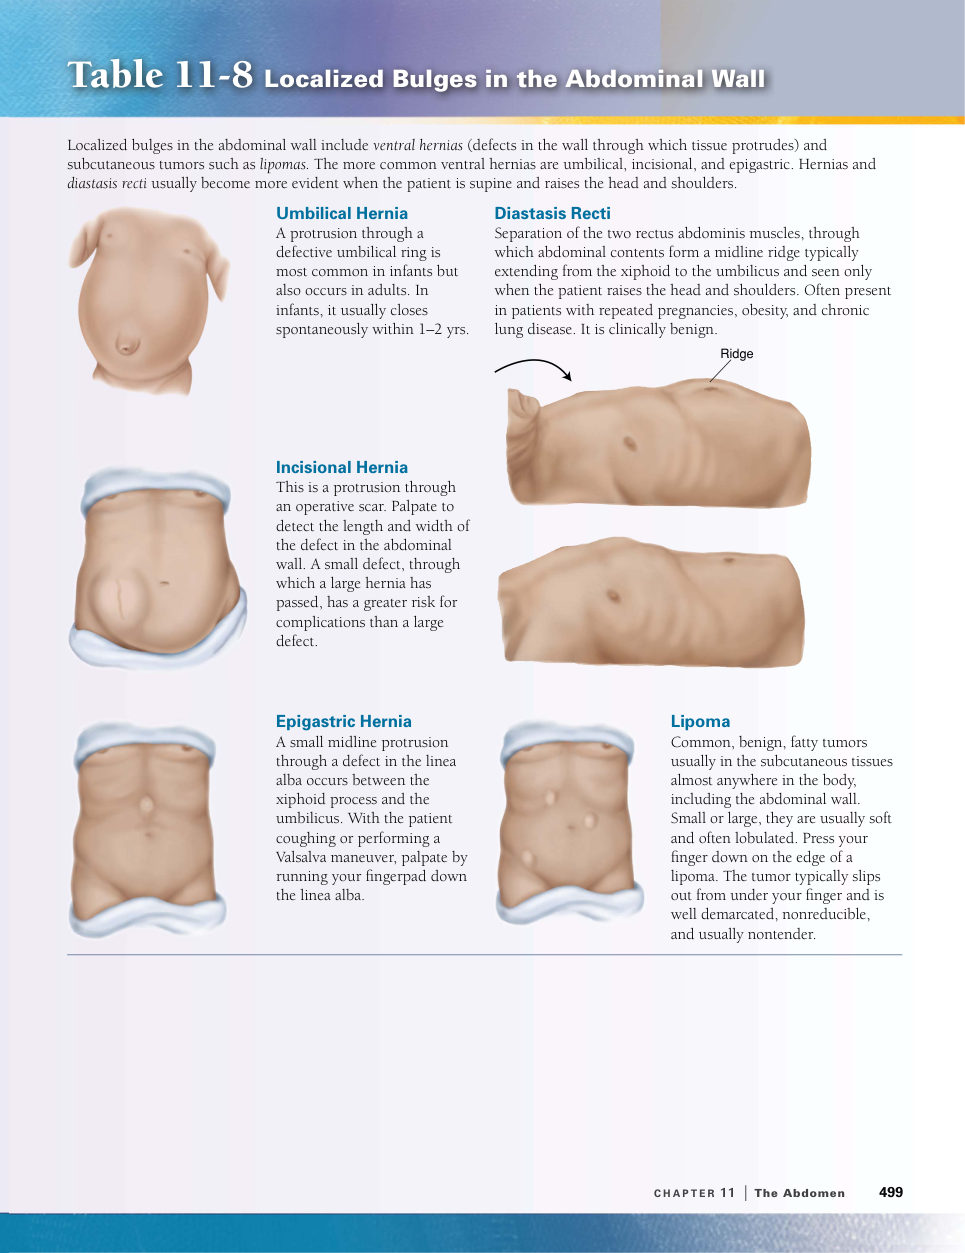 Table 11-8 Localized Bulges in the Abdominal Wall
Localized bulges in the abdominal wall include ventral hernias (defects in the wall through which tissue protrudes) and
subcutaneous tumors such as lipomas. The more common ventral hernias are umbilical, incisional, and epigastric. Hernias and
diastasis recti usually become more evident when the patient is supine and raises the head and shoulders.
Umbilical Hernia
A protrusion through a
defective umbilical ring is
most common in infants but
also occurs in adults. In
infants, it usually closes
spontaneously within 1–2 yrs.
Diastasis Recti
Separation of the two rectus abdominis muscles, through
which abdominal contents form a midline ridge typically
extending from the xiphoid to the umbilicus and seen only
when the patient raises the head and shoulders. Often present
in patients with repeated pregnancies, obesity, and chronic
lung disease. It is clinically benign.
Ridge
Incisional Hernia
This is a protrusion through
an operative scar. Palpate to
detect the length and width of
the defect in the abdominal
wall. A small defect, through
which a large hernia has
passed, has a greater risk for
complications than a large
defect.
Epigastric Hernia
A small midline protrusion
through a defect in the linea
alba occurs between the
xiphoid process and the
umbilicus. With the patient
coughing or performing a
Valsalva maneuver, palpate by
running your fingerpad down
the linea alba.
Lipoma
Common, benign, fatty tumors
usually in the subcutaneous tissues
almost anywhere in the body,
including the abdominal wall.
Small or large, they are usually soft
and often lobulated. Press your
finger down on the edge of a
lipoma. The tumor typically slips
out from under your finger and is
well demarcated, nonreducible,
and usually nontender.
CHAPTER 11 | The Abdomen 499